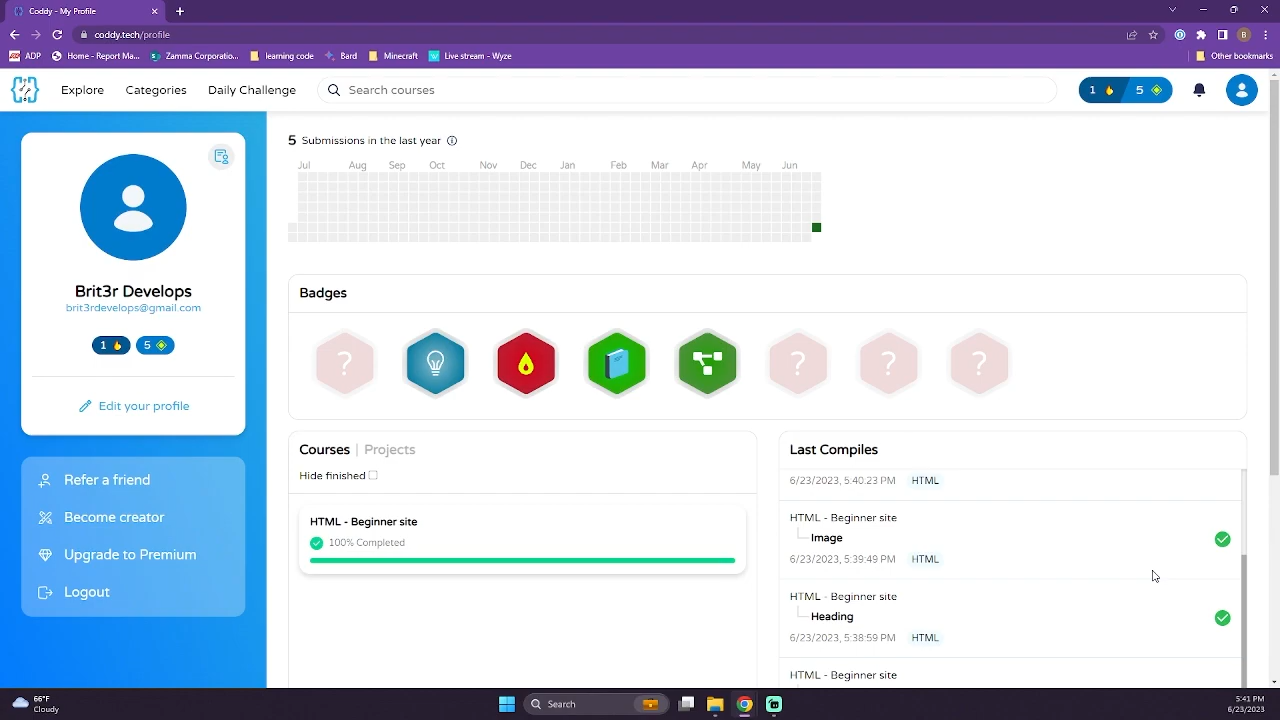 Coddy - My Profile
coddy.tech/profile
B
ADP
Home - Report Ma...
Zamma Corporatio...
learning code
Bard
Minecraft
Live stream - Wyze
Other bookmarks
Explore
Categories
Daily Challenge
Search courses
1
5
5 Submissions in the last year
Jul Aug Sep Oct Nov Dec Jan Feb Mar Apr May Jun
Brit3r Develops
brit3rdevelops@gmail.com
1
5
Edit your profile
Refer a friend
Become creator
Upgrade to Premium
Logout
Badges
? ? ? ?
Courses | Projects
Hide finished
HTML - Beginner site
100% Completed
Last Compiles
6/23/2023, 5:40:23 PM HTML
HTML - Beginner site
Image
6/23/2023, 5:39:49 PM HTML
HTML - Beginner site
Heading
6/23/2023, 5:38:59 PM HTML
HTML - Beginner site
66°F
Cloudy
Search
5:41 PM
6/23/2023